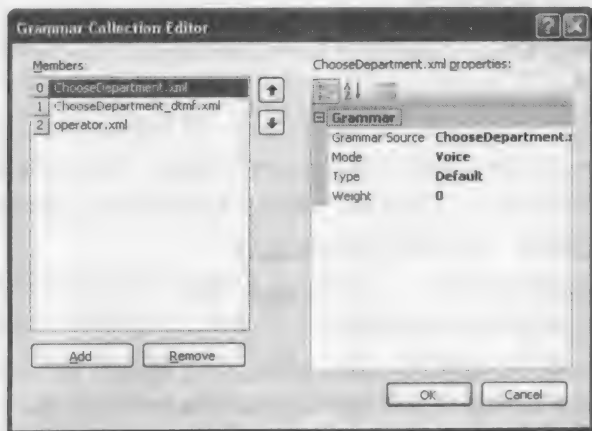 Grammar Collection Editor
Members:
0 ChooseDepartment.xml
1 ChooseDepartment_dtmf.xml
2 operator.xml
Add Remove
ChooseDepartment.xml properties:
Grammar
Grammar Source ChooseDepartment.
Mode Voice
Type Default
Weight 0
OK Cancel